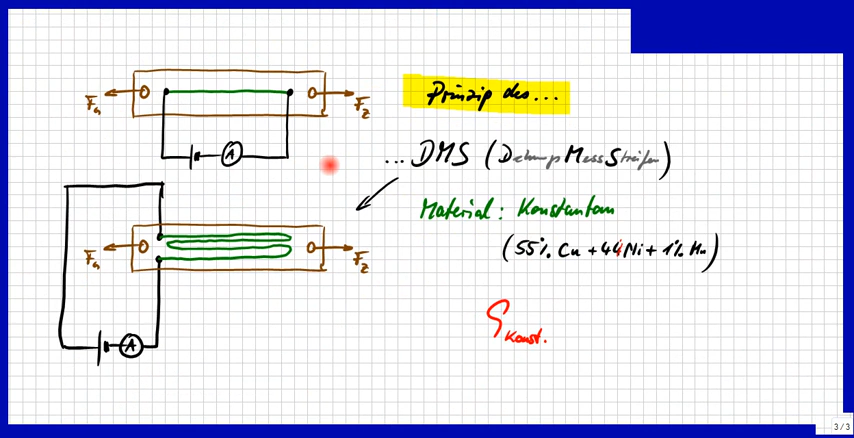 Prinzip des...
F₁ F₂
A
... DMS (DehnungsMessStreifen)
Material: Konstantan
(55% Cu + 44 Ni + 1% Mn)
F₁ F₂
A
ρ Konst.
3 / 3